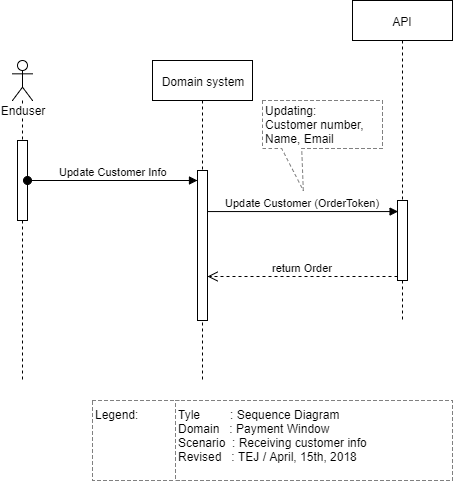 API
Domain system
Enduser
Updating:
Customer number,
Name, Email
Update Customer Info
Update Customer (OrderToken)
return Order
Legend:
Tyle : Sequence Diagram
Domain : Payment Window
Scenario : Receiving customer info
Revised : TEJ / April, 15th, 2018